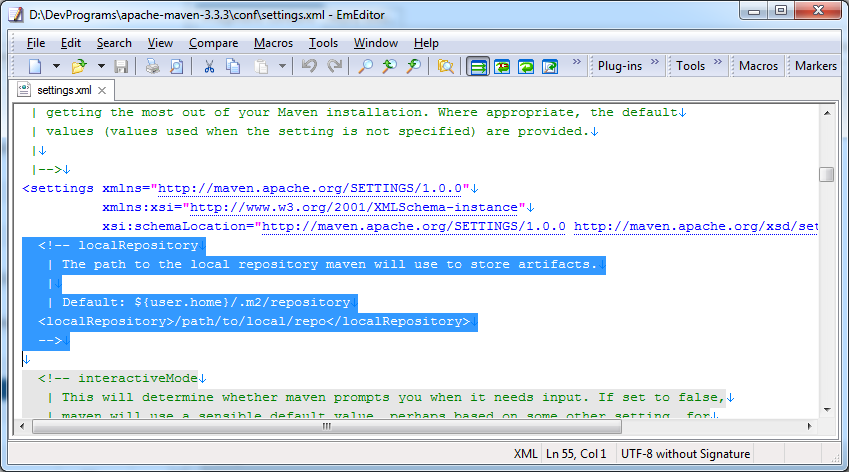 D:\DevPrograms\apache-maven-3.3.3\conf\settings.xml - EmEditor
File Edit Search View Compare Macros Tools Window Help
Plug-ins Tools Macros Markers
settings.xml
| getting the most out of your Maven installation. Where appropriate, the default↓
| values (values used when the setting is not specified) are provided.↓
|↓
|-->↓
<settings xmlns="http://maven.apache.org/SETTINGS/1.0.0"↓
xmlns:xsi="http://www.w3.org/2001/XMLSchema-instance"↓
xsi:schemaLocation="http://maven.apache.org/SETTINGS/1.0.0 http://maven.apache.org/xsd/set
<!-- localRepository↓
| The path to the local repository maven will use to store artifacts.↓
|↓
| Default: ${user.home}/.m2/repository↓
<localRepository>/path/to/local/repo</localRepository>↓
-->↓
↓
<!-- interactiveMode↓
| This will determine whether maven prompts you when it needs input. If set to false,↓
| maven will use a sensible default value, perhaps based on some other setting, for↓
XML Ln 55, Col 1 UTF-8 without Signature